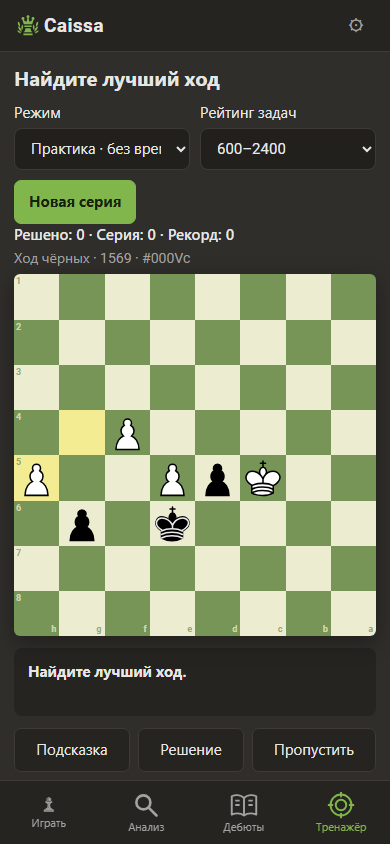 Caissa
Найдите лучший ход
Режим Рейтинг задач
Практика · без врем 600–2400
Новая серия
Решено: 0 · Серия: 0 · Рекорд: 0
Ход чёрных · 1569 · #000Vc
1
2
3
4
5
6
7
8
h g f e d c b a
Найдите лучший ход.
Подсказка Решение Пропустить
Играть Анализ Дебюты Тренажёр